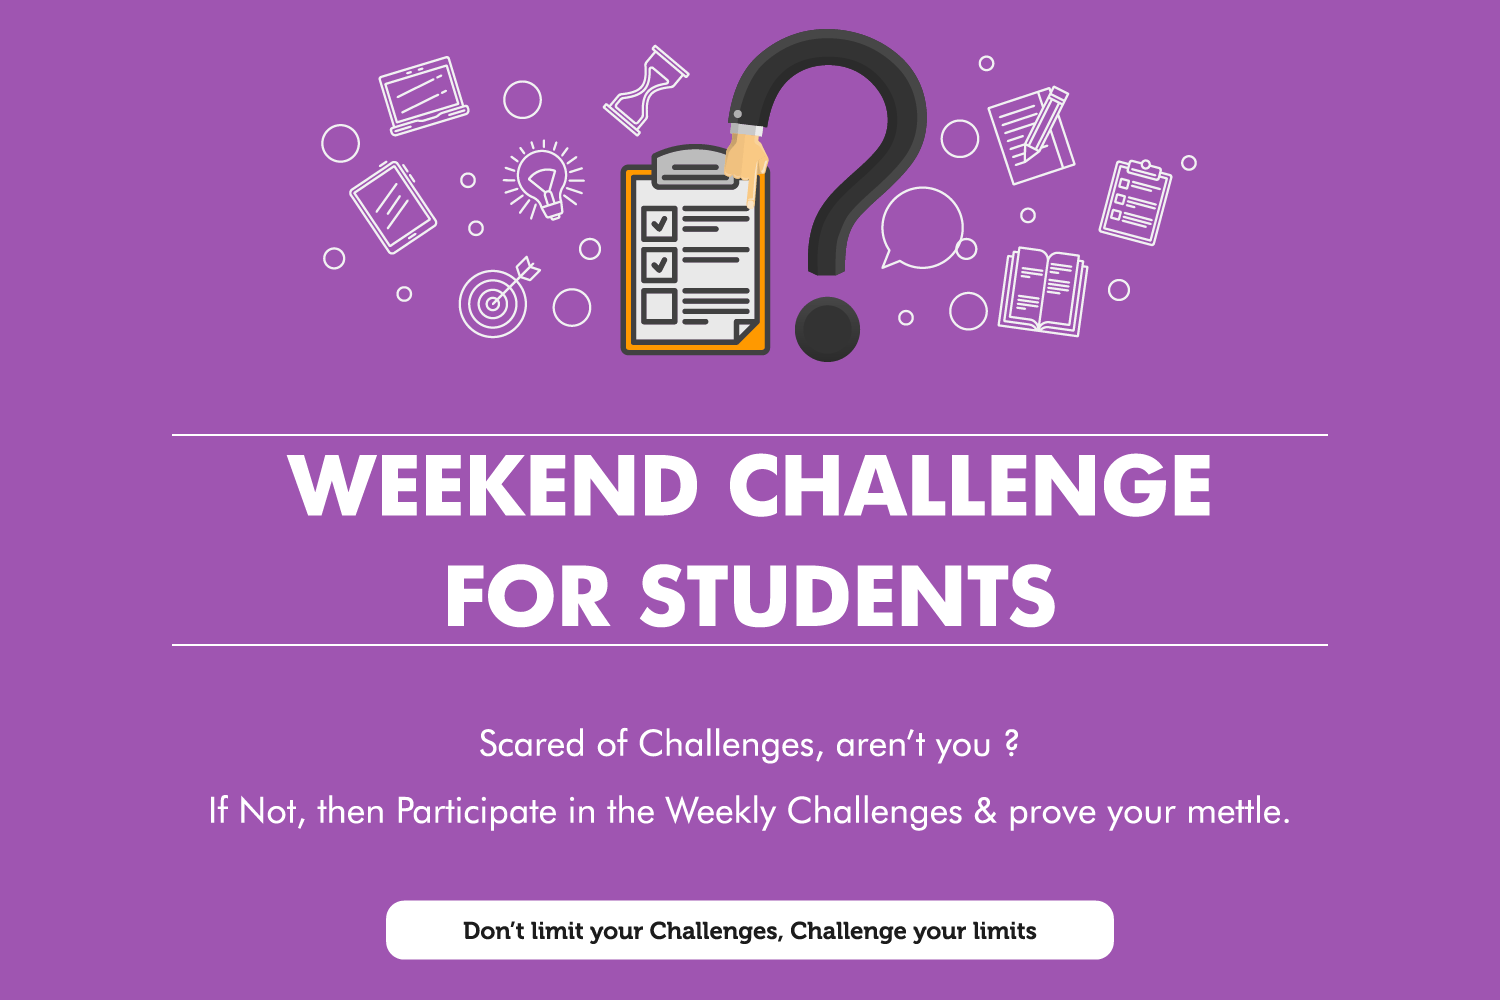 WEEKEND CHALLENGE
FOR STUDENTS
Scared of Challenges, aren’t you ?
If Not, then Participate in the Weekly Challenges & prove your mettle.
Don’t limit your Challenges, Challenge your limits